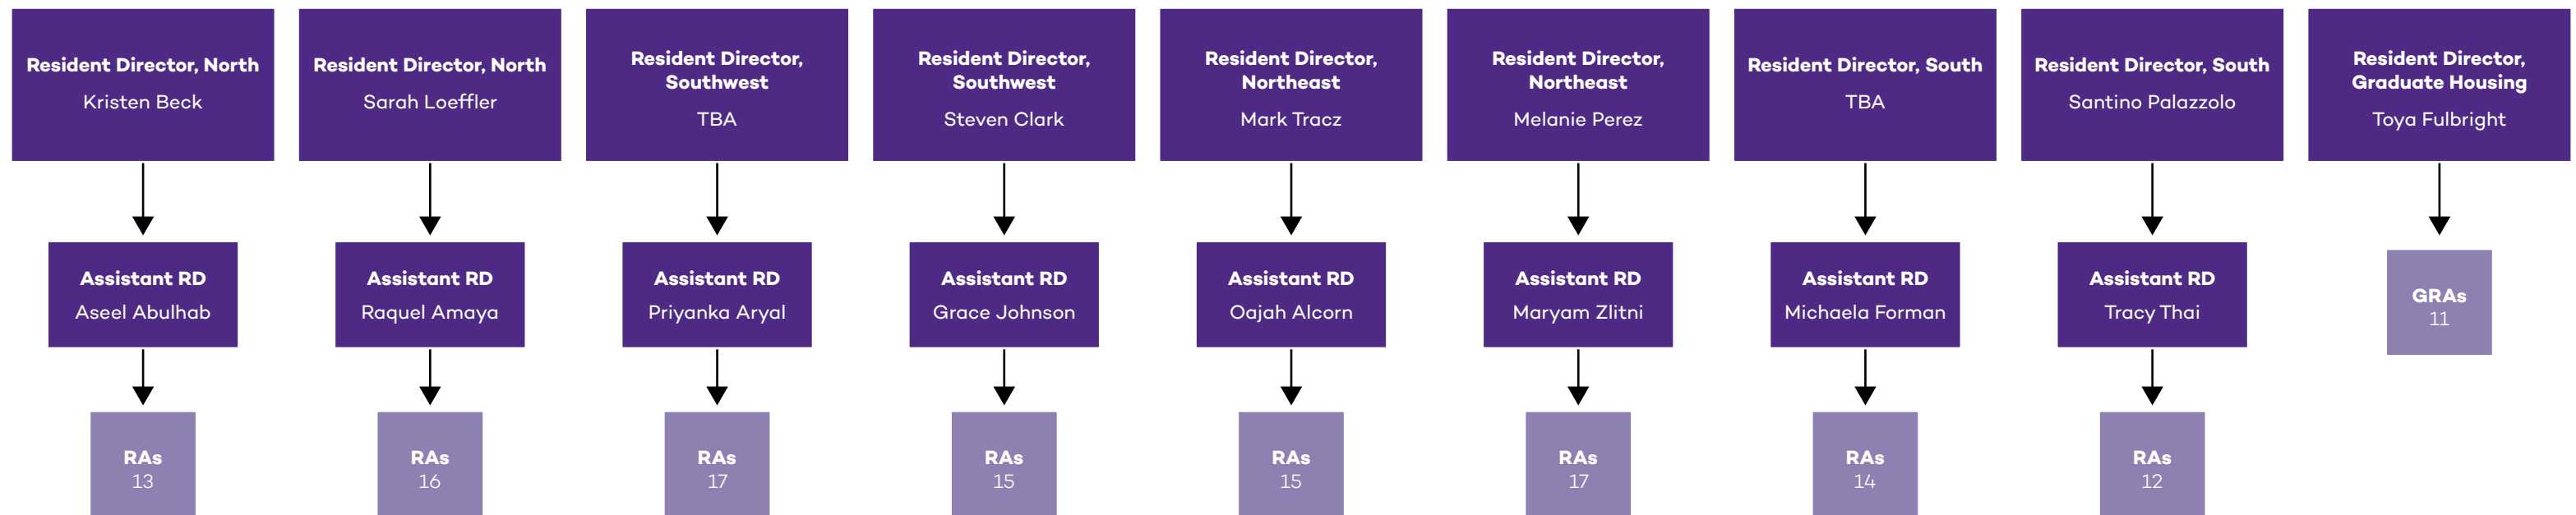 Resident Director, North
Kristen Beck
Resident Director, North
Sarah Loeffler
Resident Director,
Southwest
TBA
Resident Director,
Southwest
Steven Clark
Resident Director,
Northeast
Mark Tracz
Resident Director,
Northeast
Melanie Perez
Resident Director, South
TBA
Resident Director, South
Santino Palazzolo
Resident Director,
Graduate Housing
Toya Fulbright
Assistant RD
Aseel Abulhab
Assistant RD
Raquel Amaya
Assistant RD
Priyanka Aryal
Assistant RD
Grace Johnson
Assistant RD
Oajah Alcorn
Assistant RD
Maryam Zlitni
Assistant RD
Michaela Forman
Assistant RD
Tracy Thai
GRAs
11
RAs
13
RAs
16
RAs
17
RAs
15
RAs
15
RAs
17
RAs
14
RAs
12